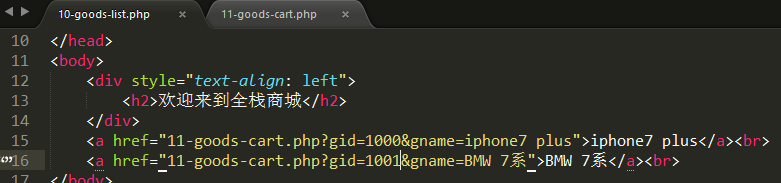 10-goods-list.php × 11-goods-cart.php ×
10 </head>
11 <body>
12 <div style="text-align: left">
13 <h2>欢迎来到全栈商城</h2>
14 </div>
15 <a href="11-goods-cart.php?gid=1000&gname=iphone7 plus">iphone7 plus</a><br>
16 <a href="11-goods-cart.php?gid=1001&gname=BMW 7系">BMW 7系</a><br>
17 </body>